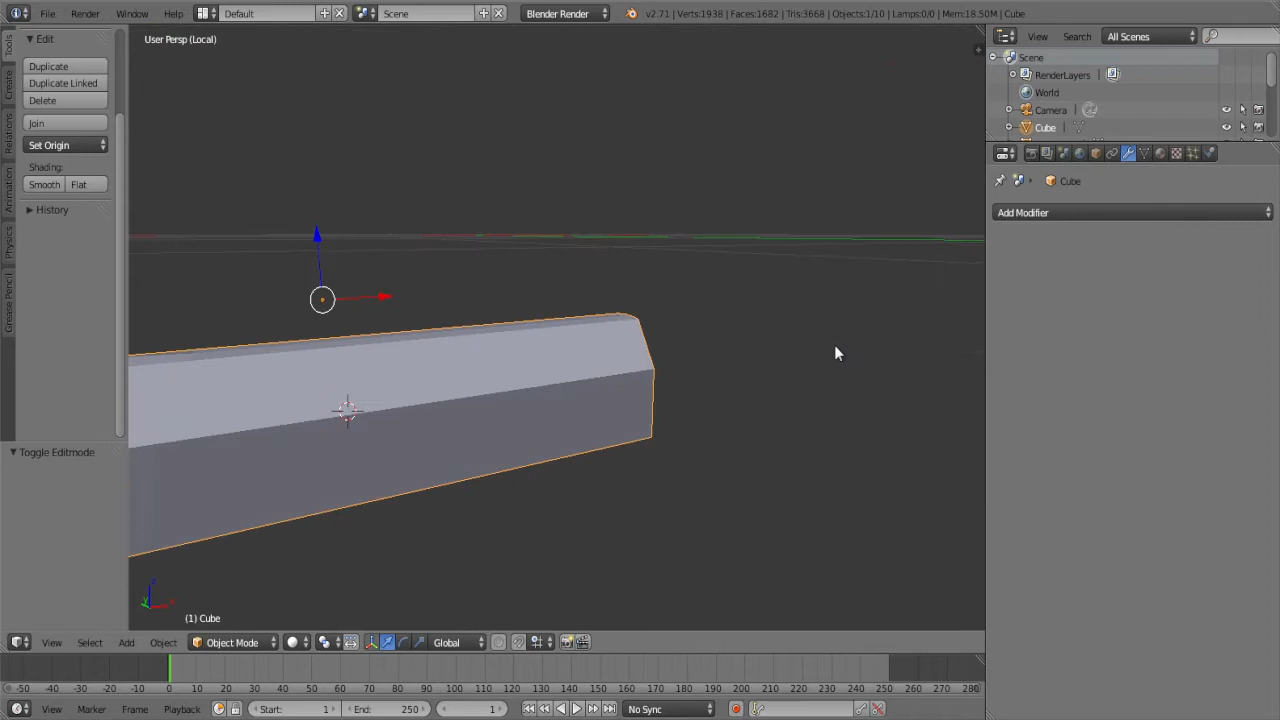 File Render Window Help Default Scene Blender Render v2.71 | Verts:1938 | Faces:1682 | Tris:3668 | Objects:1/10 | Lamps:0/0 | Mem:18.50M | Cube
User Persp (Local)
Tools
Create
Relations
Animation
Physics
Grease Pencil
Edit
Duplicate
Duplicate Linked
Delete
Join
Set Origin
Shading:
Smooth Flat
History
Toggle Editmode
View Search All Scenes
Scene
RenderLayers
World
Camera
Cube
Cube
Add Modifier
(1) Cube
View Select Add Object Object Mode Global
-50 -40 -30 -20 -10 0 10 20 30 40 50 60 70 80 90 100 110 120 130 140 150 160 170 180 190 200 210 220 230 240 250 260 270 280
View Marker Frame Playback Start: 1 End: 250 1 No Sync